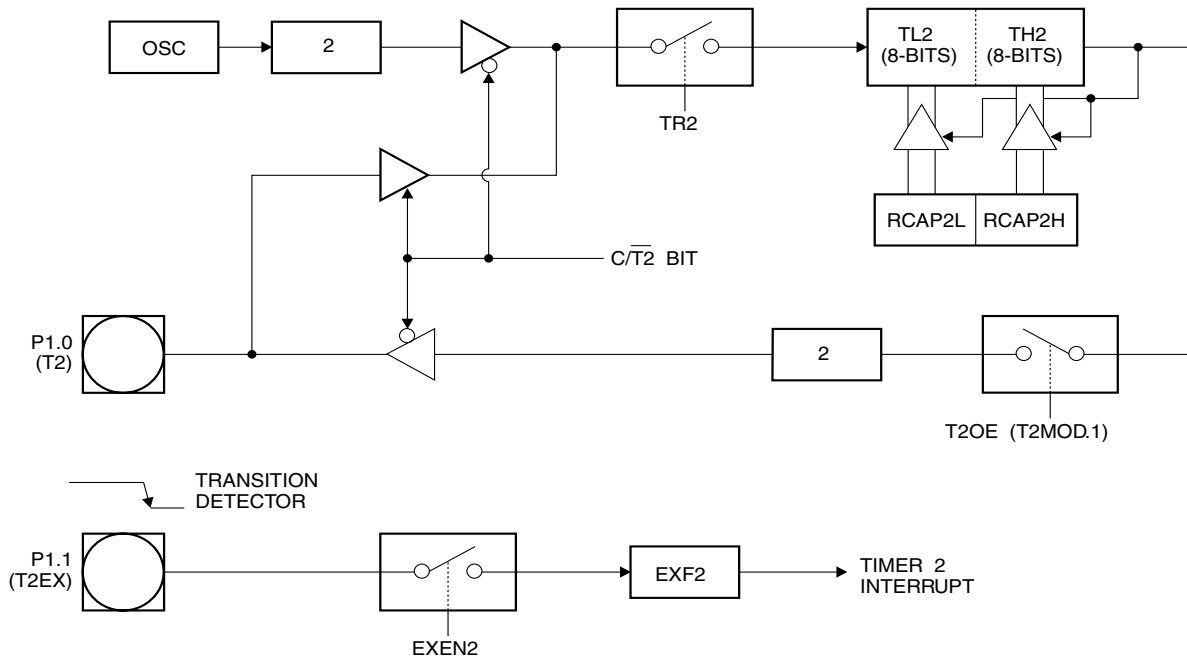 OSC
2
TR2
TL2
(8-BITS)
TH2
(8-BITS)
RCAP2L
RCAP2H
C/T̅2̅ BIT
P1.0
(T2)
2
T2OE (T2MOD.1)
TRANSITION
DETECTOR
P1.1
(T2EX)
EXEN2
EXF2
TIMER 2
INTERRUPT